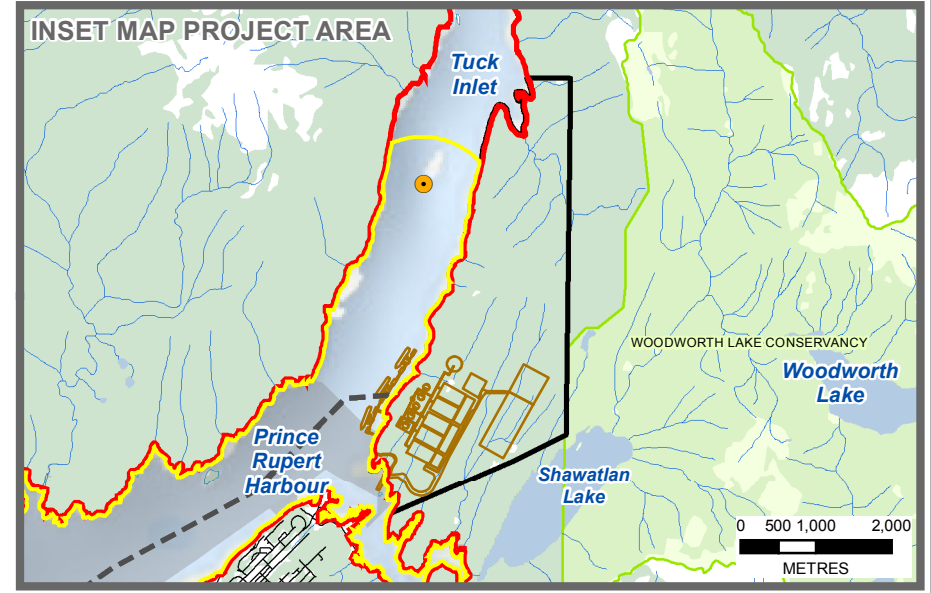 INSET MAP PROJECT AREA
Tuck
Inlet
WOODWORTH LAKE CONSERVANCY
Woodworth
Lake
Prince
Rupert
Harbour
Shawatlan
Lake
0 500 1,000 2,000
METRES